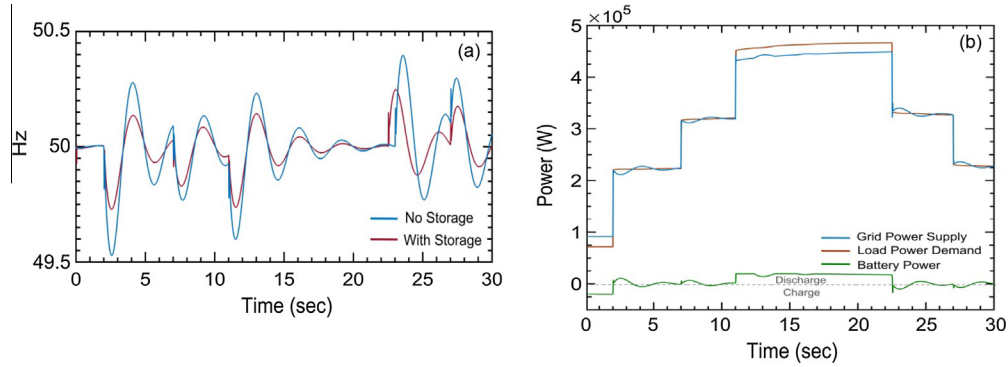 50.5
(a)
Hz
50
No Storage
With Storage
49.5
0 5 10 15 20 25 30
Time (sec)
5 ×10⁵
(b)
4
3
Power (W)
2
1
Grid Power Supply
Load Power Demand
Battery Power
0
Discharge
Charge
0 5 10 15 20 25 30
Time (sec)